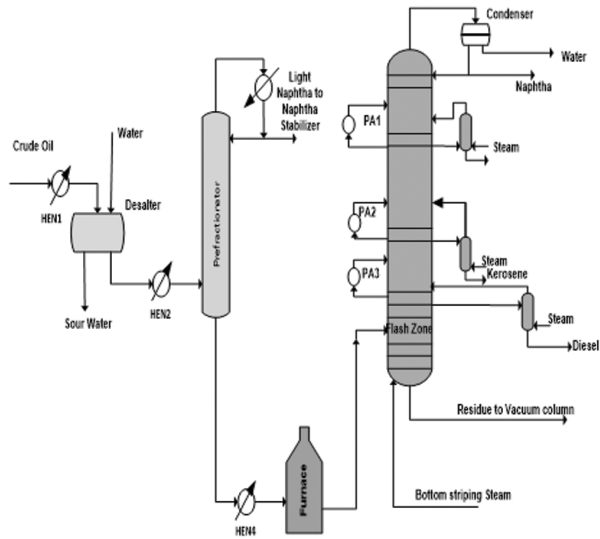 Condenser
Water
Naphtha
Light
Naphtha to
Naphtha
Stabilizer
PA1
Steam
Water
Crude Oil
HEN1
Desalter
Prefractionator
PA2
Steam
Kerosene
PA3
HEN2
Sour Water
Flash Zone
Steam
Diesel
Residue to Vacuum column
Furnace
Bottom striping Steam
HEN4